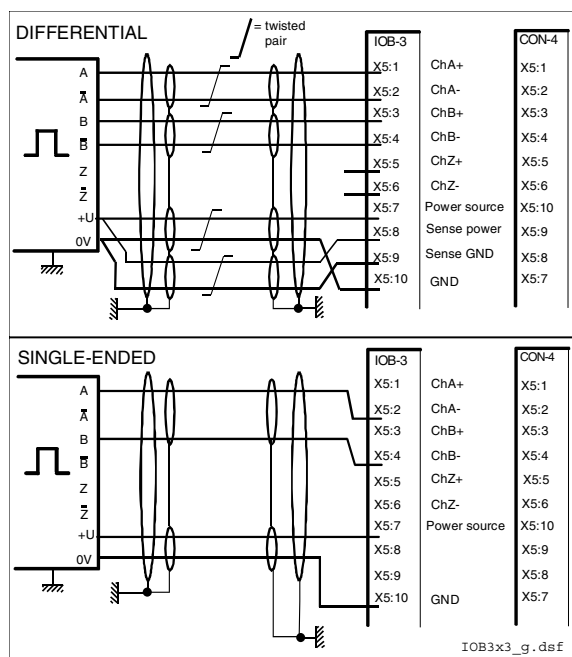 DIFFERENTIAL
= twisted
pair
IOB-3
CON-4
A X5:1 ChA+ X5:1
A X5:2 ChA- X5:2
B X5:3 ChB+ X5:3
B X5:4 ChB- X5:4
Z X5:5 ChZ+ X5:5
Z X5:6 ChZ- X5:6
+U X5:7 Power source X5:10
0V X5:8 Sense power X5:9
X5:9 Sense GND X5:8
X5:10 GND X5:7
SINGLE-ENDED
IOB-3
CON-4
A X5:1 ChA+ X5:1
A X5:2 ChA- X5:2
B X5:3 ChB+ X5:3
B X5:4 ChB- X5:4
Z X5:5 ChZ+ X5:5
Z X5:6 ChZ- X5:6
+U X5:7 Power source X5:10
0V X5:8 X5:9
X5:9 X5:8
X5:10 GND X5:7
IOB3x3_g.dsf